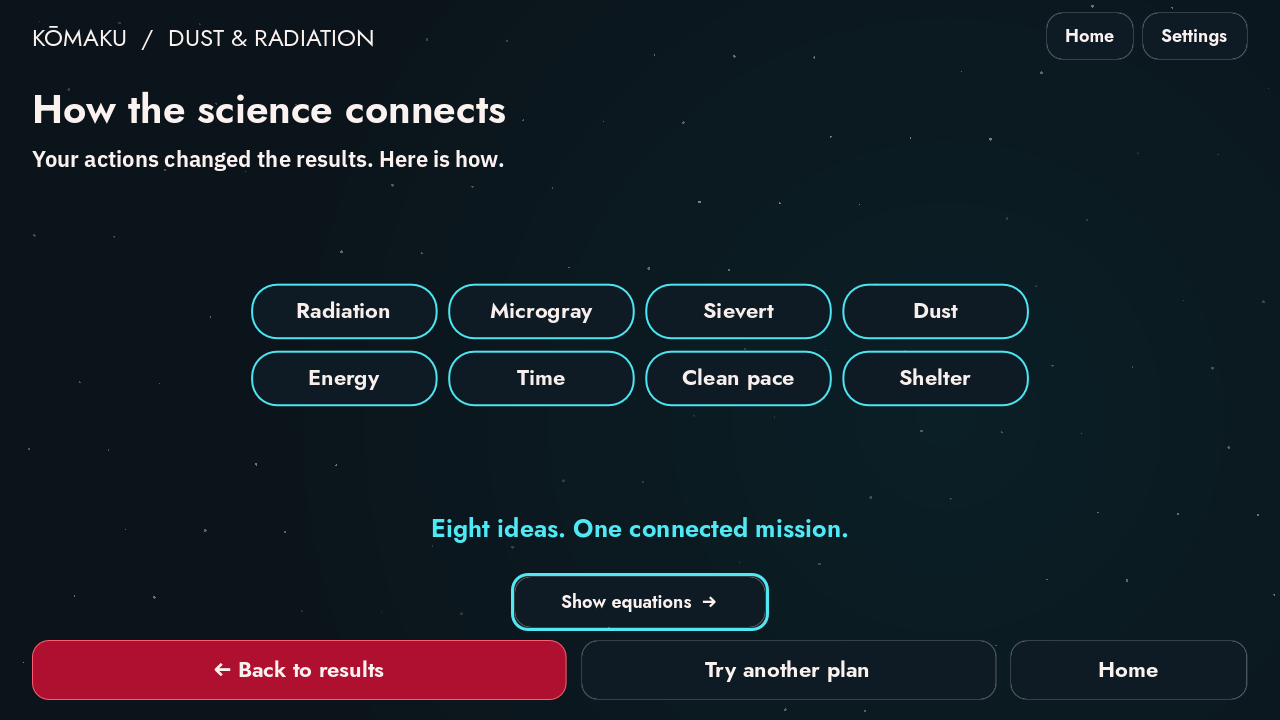 KŌMAKU / DUST & RADIATION
Home
Settings
How the science connects
Your actions changed the results. Here is how.
Radiation
Microgray
Sievert
Dust
Energy
Time
Clean pace
Shelter
Eight ideas. One connected mission.
Show equations →
← Back to results
Try another plan
Home